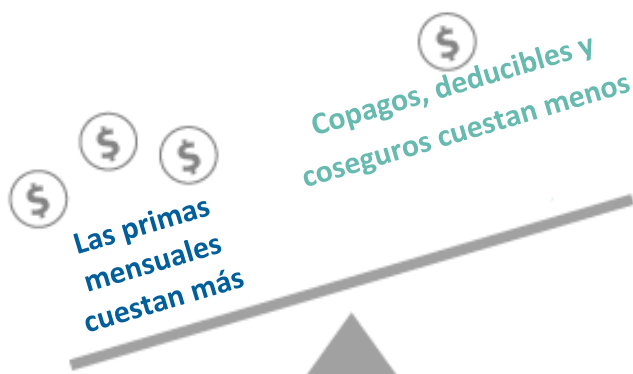 $
$
$
$
Las primas
mensuales
cuestan más
Copagos, deducibles y
coseguros cuestan menos